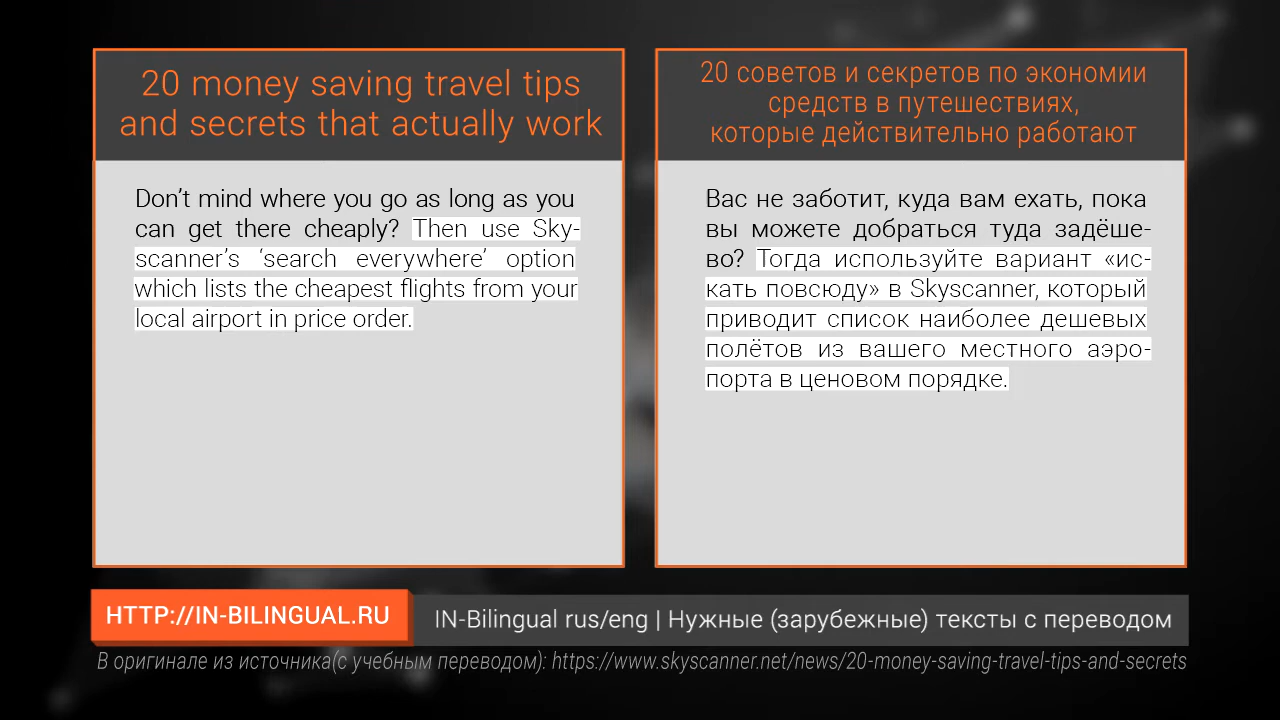 20 money saving travel tips
and secrets that actually work
Don’t mind where you go as long as you
can get there cheaply? Then use Sky-
scanner’s ‘search everywhere’ option
which lists the cheapest flights from your
local airport in price order.
20 советов и секретов по экономии
средств в путешествиях,
которые действительно работают
Вас не заботит, куда вам ехать, пока
вы можете добраться туда задёше-
во? Тогда используйте вариант «ис-
кать повсюду» в Skyscanner, который
приводит список наиболее дешевых
полётов из вашего местного аэро-
порта в ценовом порядке.
HTTP://IN-BILINGUAL.RU
IN-Bilingual rus/eng | Нужные (зарубежные) тексты с переводом
В оригинале из источника(с учебным переводом): https://www.skyscanner.net/news/20-money-saving-travel-tips-and-secrets